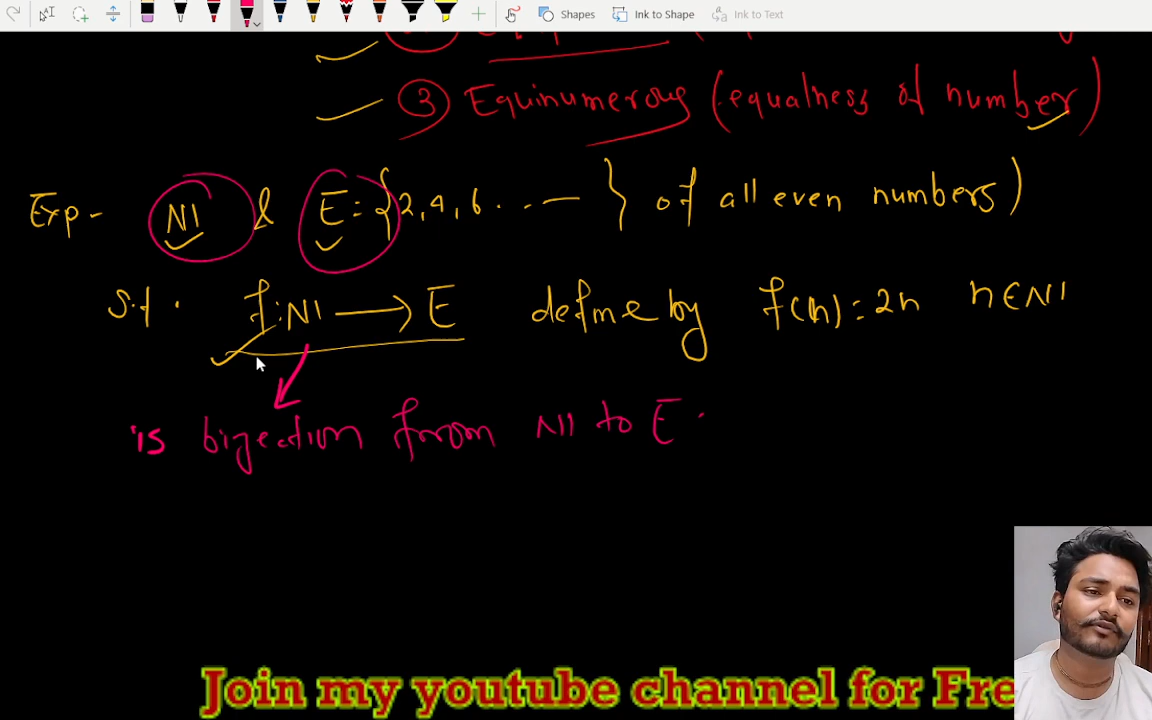 Shapes Ink to Shape Ink to Text
③ Equinumerous (equalness of number)
Exp- N & E = {2, 4, 6 . . . — } of all even numbers)
S.t . f: N → E define by f(n) = 2n n ∈ N
is bijection from N to E .
Join my youtube channel for Fre